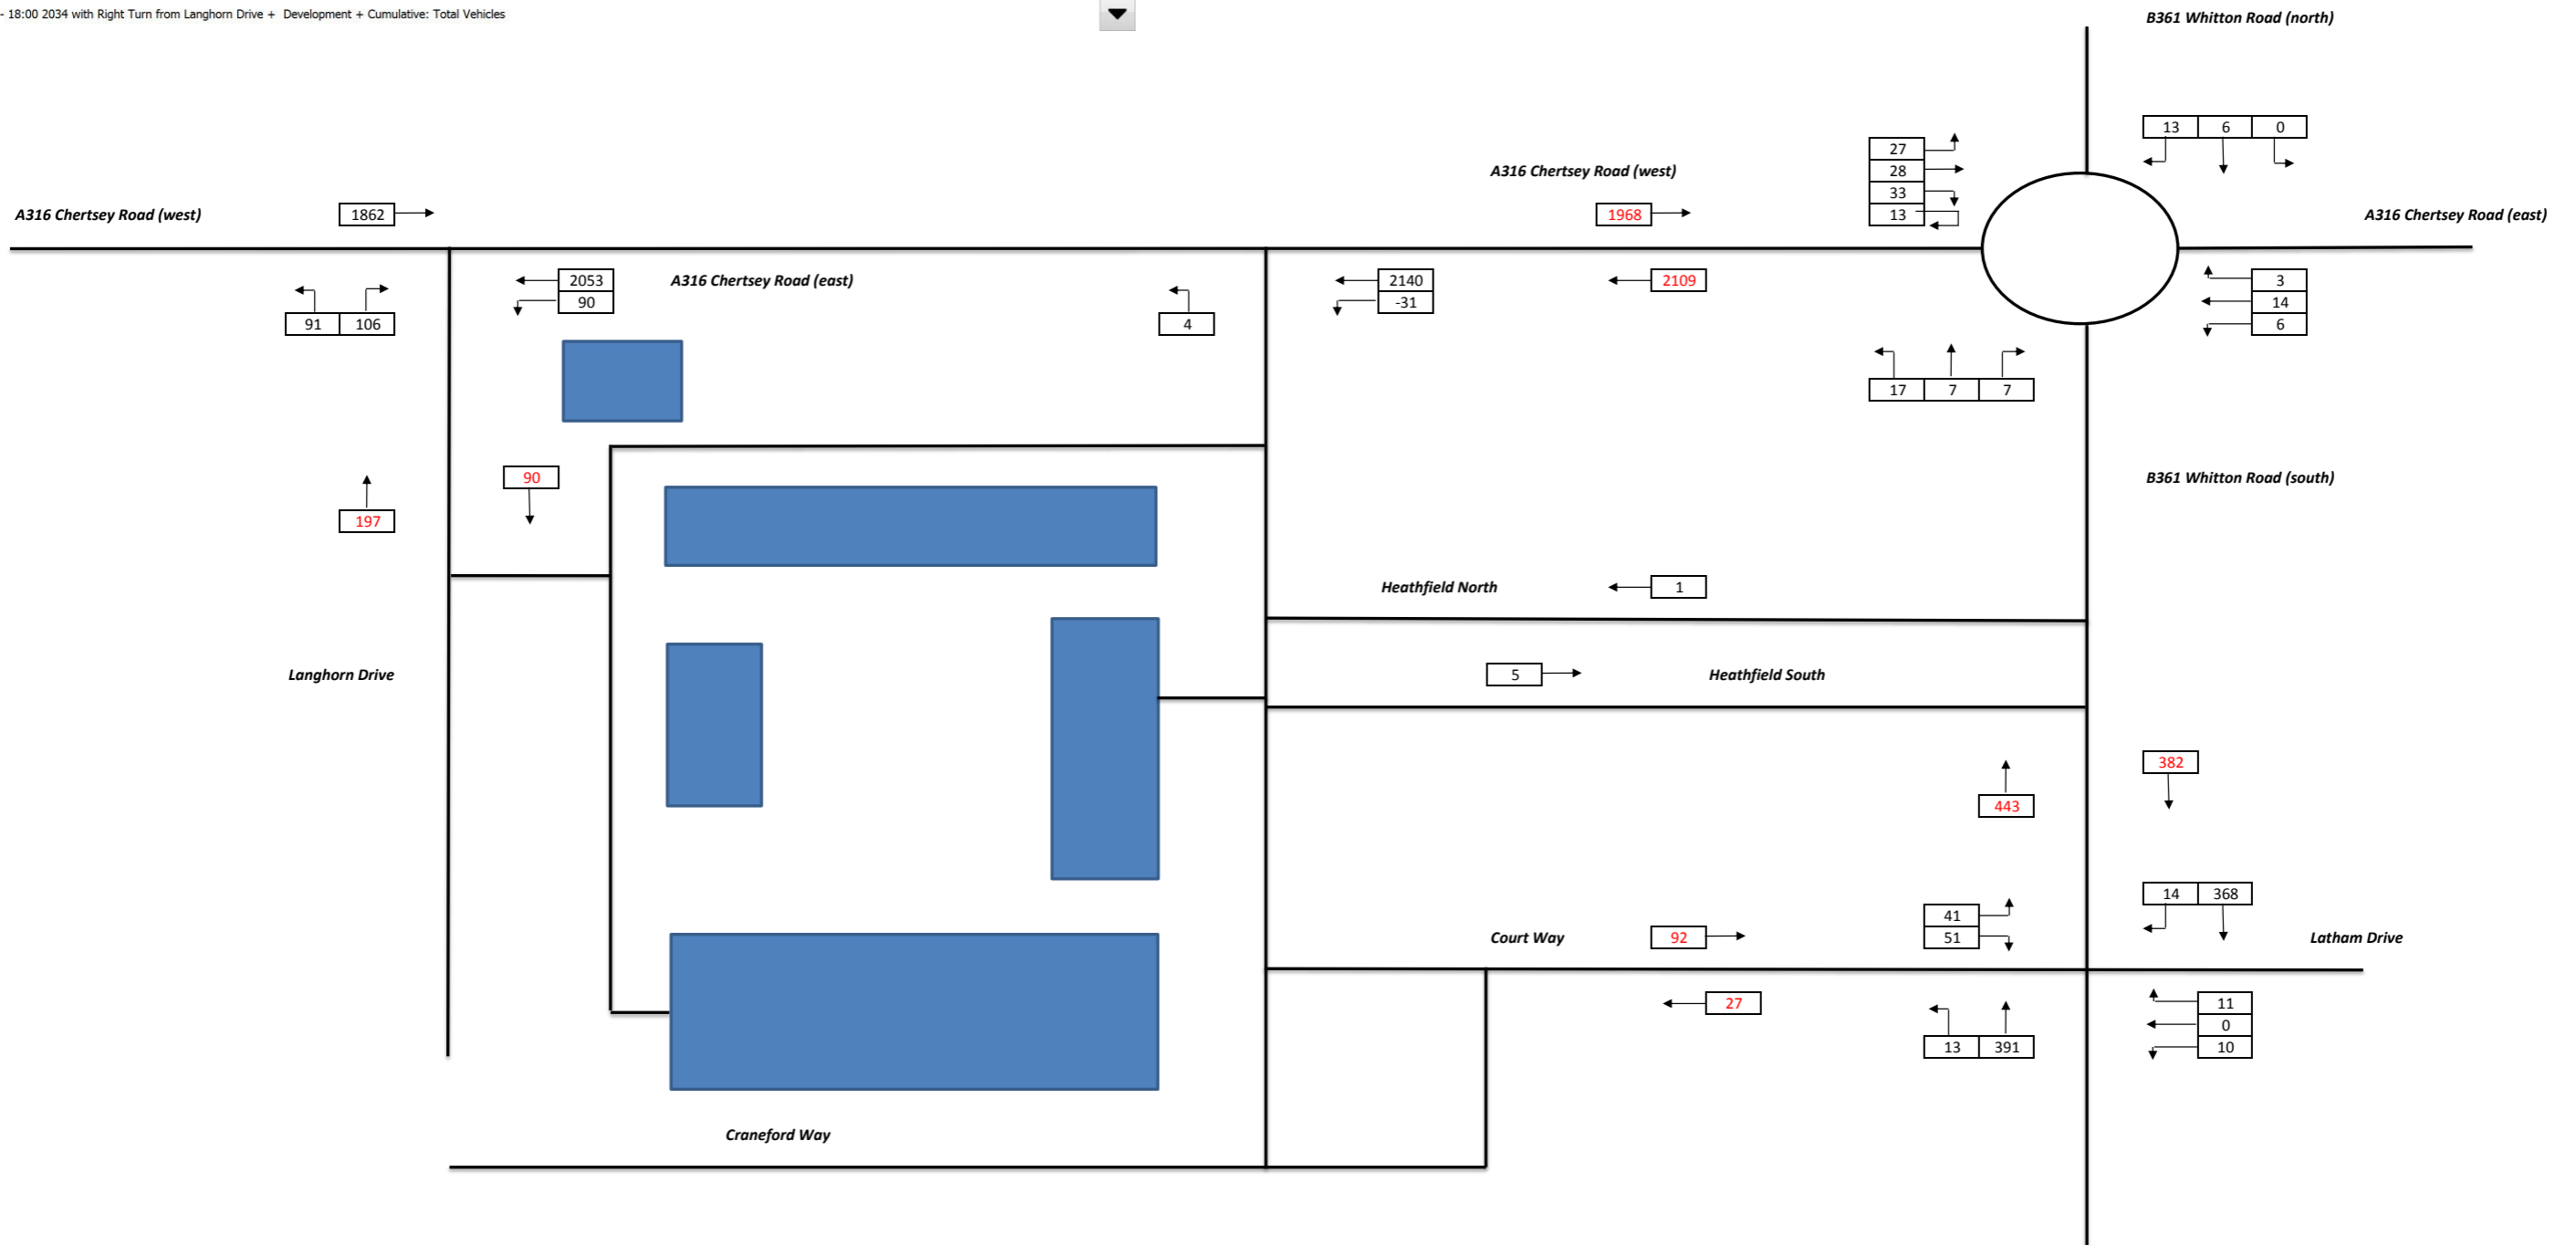 - 18:00 2034 with Right Turn from Langhorn Drive + Development + Cumulative: Total Vehicles
B361 Whitton Road (north)
13 6 0
27
28
33
13
A316 Chertsey Road (west)
A316 Chertsey Road (west)
1862
1968
A316 Chertsey Road (east)
2053
90
A316 Chertsey Road (east)
2140
-31
2109
3
14
6
91 106
4
17 7 7
90
B361 Whitton Road (south)
197
Heathfield North
1
Langhorn Drive
5
Heathfield South
382
443
14 368
41
51
Court Way
92
Latham Drive
27
11
0
10
13 391
Craneford Way